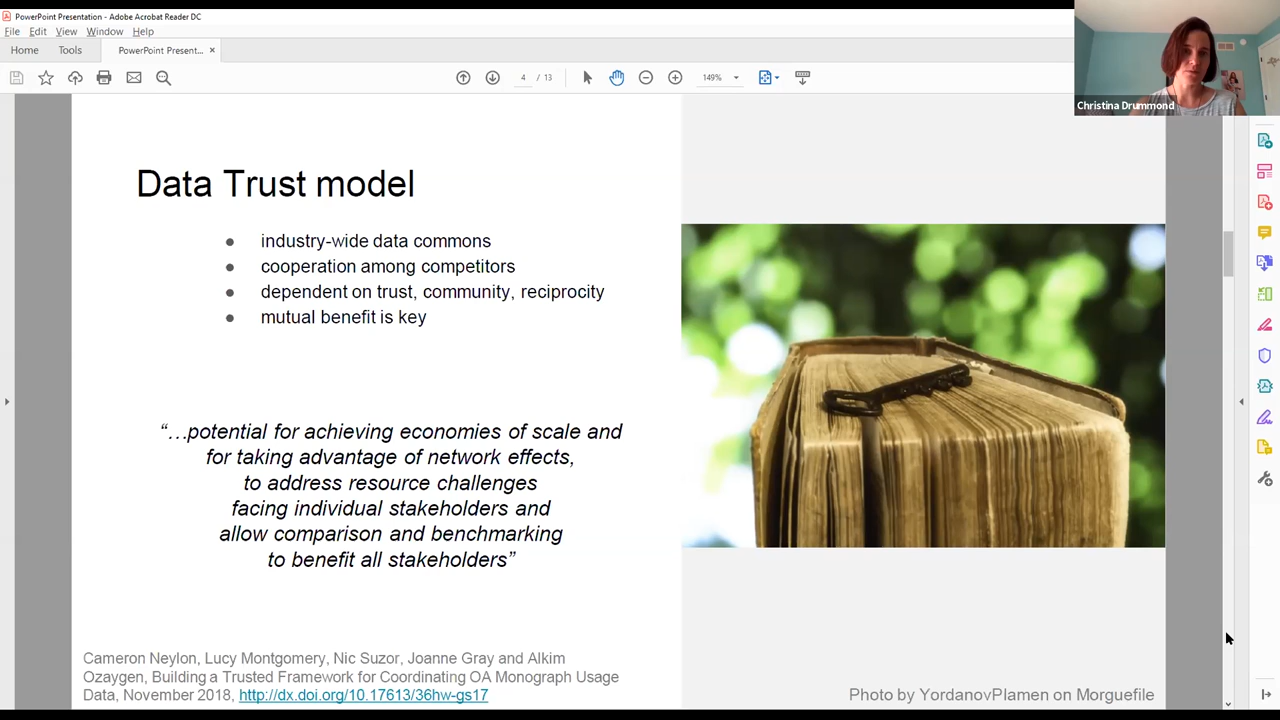 PowerPoint Presentation - Adobe Acrobat Reader DC
File Edit View Window Help
Home Tools PowerPoint Present... ×
4 / 13 149%
Christina Drummond
Data Trust model
● industry-wide data commons
● cooperation among competitors
● dependent on trust, community, reciprocity
● mutual benefit is key
“…potential for achieving economies of scale and
for taking advantage of network effects,
to address resource challenges
facing individual stakeholders and
allow comparison and benchmarking
to benefit all stakeholders”
Cameron Neylon, Lucy Montgomery, Nic Suzor, Joanne Gray and Alkim
Ozaygen, Building a Trusted Framework for Coordinating OA Monograph Usage
Data, November 2018, http://dx.doi.org/10.17613/36hw-gs17
Photo by YordanovPlamen on Morguefile